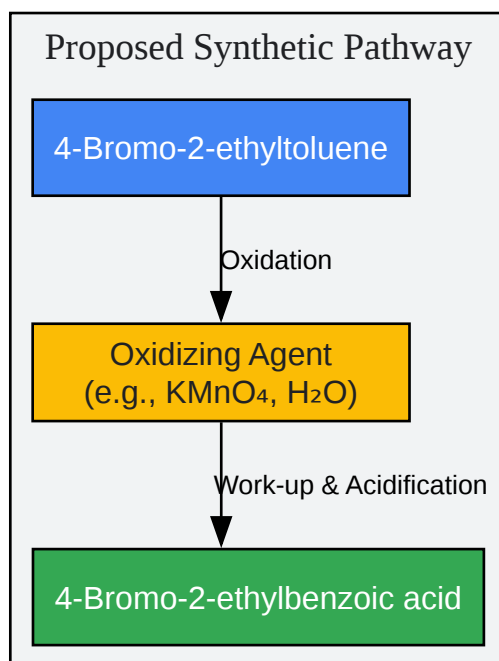 Proposed Synthetic Pathway
4-Bromo-2-ethyltoluene
Oxidation
Oxidizing Agent
(e.g., KMnO₄, H₂O)
Work-up & Acidification
4-Bromo-2-ethylbenzoic acid